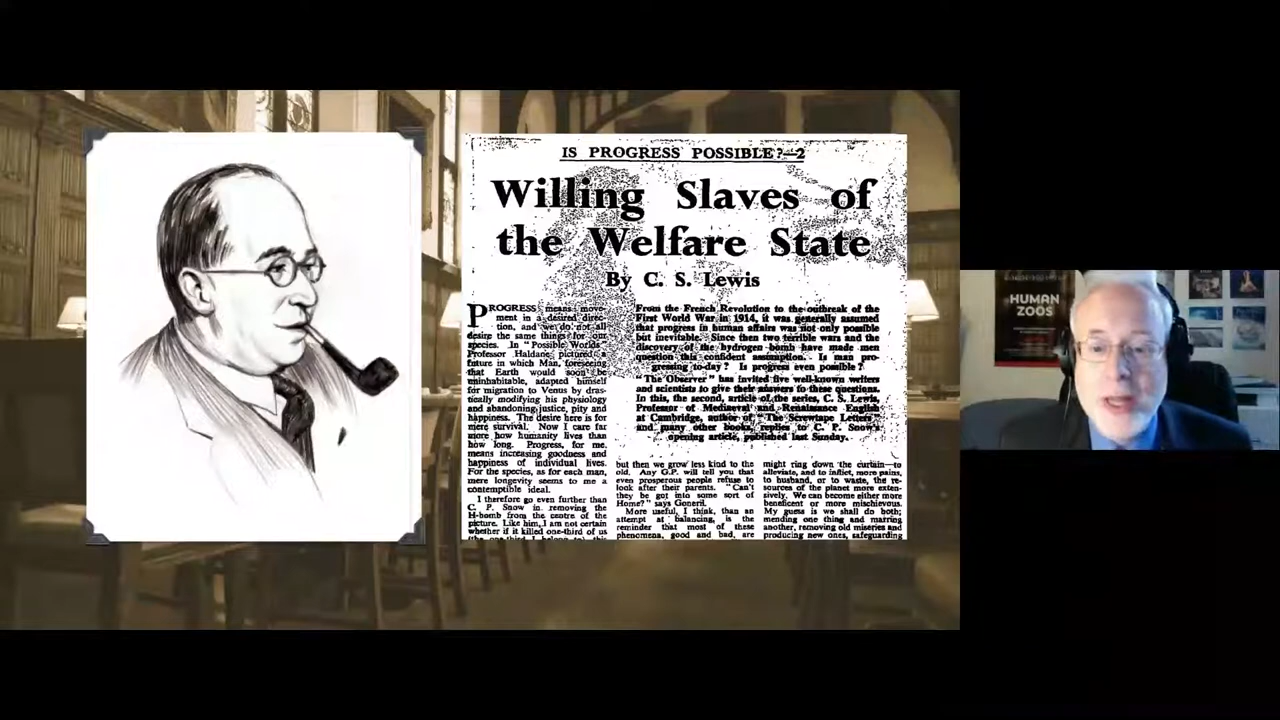 IS PROGRESS POSSIBLE?—2
Willing Slaves of
the Welfare State
By C. S. Lewis
PROGRESS means move-
ment in a desired direc-
tion, and we do not all
desire the same things for our
species. In "Possible Worlds"
Professor Haldane pictured a
future in which Man, foreseeing
that Earth would soon be
uninhabitable, adapted himself
for migration to Venus by dras-
tically modifying his physiology
and abandoning justice, pity and
happiness. The desire here is for
mere survival. Now I care far
more how humanity lives than
how long. Progress, for me,
means increasing goodness and
happiness of individual lives.
For the species, as for each man,
mere longevity seems to me a
contemptible ideal.
I therefore go even further than
C. P. Snow in removing the
H-bomb from the centre of the
picture. Like him, I am not certain
whether if it killed one-third of us
(the one-third I belong to), this
From the French Revolution to the outbreak of the
First World War in 1914, it was generally assumed
that progress in human affairs was not only possible
but inevitable. Since then two terrible wars and the
discovery of the hydrogen bomb have made men
question this confident assumption. Is man pro-
gressing to-day? Is progress even possible?
"The Observer" has invited five well-known writers
and scientists to give their answers to these questions.
In this, the second, article of the series, C. S. Lewis,
Professor of Mediaeval and Renaissance English
at Cambridge, author of "The Screwtape Letters"
and many other books, replies to C. P. Snow's
opening article, published last Sunday.
but then we grow less kind to the
old. Any G.P. will tell you that
even prosperous people refuse to
look after their parents. "Can't
they be got into some sort of
Home?" says Goneril.
More useful, I think, than an
attempt at balancing, is the
reminder that most of these
phenomena, good and bad, are
might ring down the curtain—to
alleviate, and to inflict, more pains,
to husband, or to waste, the re-
sources of the planet more exten-
sively. We can become either more
beneficent or more mischievous.
My guess is we shall do both;
mending one thing and marring
another, removing old miseries and
producing new ones, safeguarding
HUMAN
ZOOS